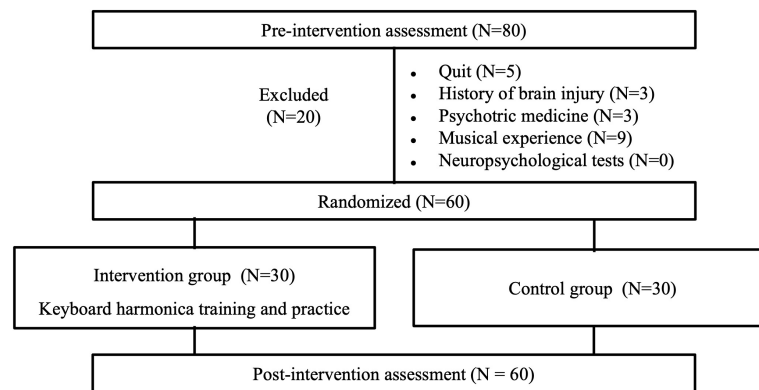 Pre-intervention assessment (N=80)
Excluded
(N=20)
• Quit (N=5)
• History of brain injury (N=3)
• Psychotric medicine (N=3)
• Musical experience (N=9)
• Neuropsychological tests (N=0)
Randomized (N=60)
Intervention group (N=30)
Keyboard harmonica training and practice
Control group (N=30)
Post-intervention assessment (N = 60)